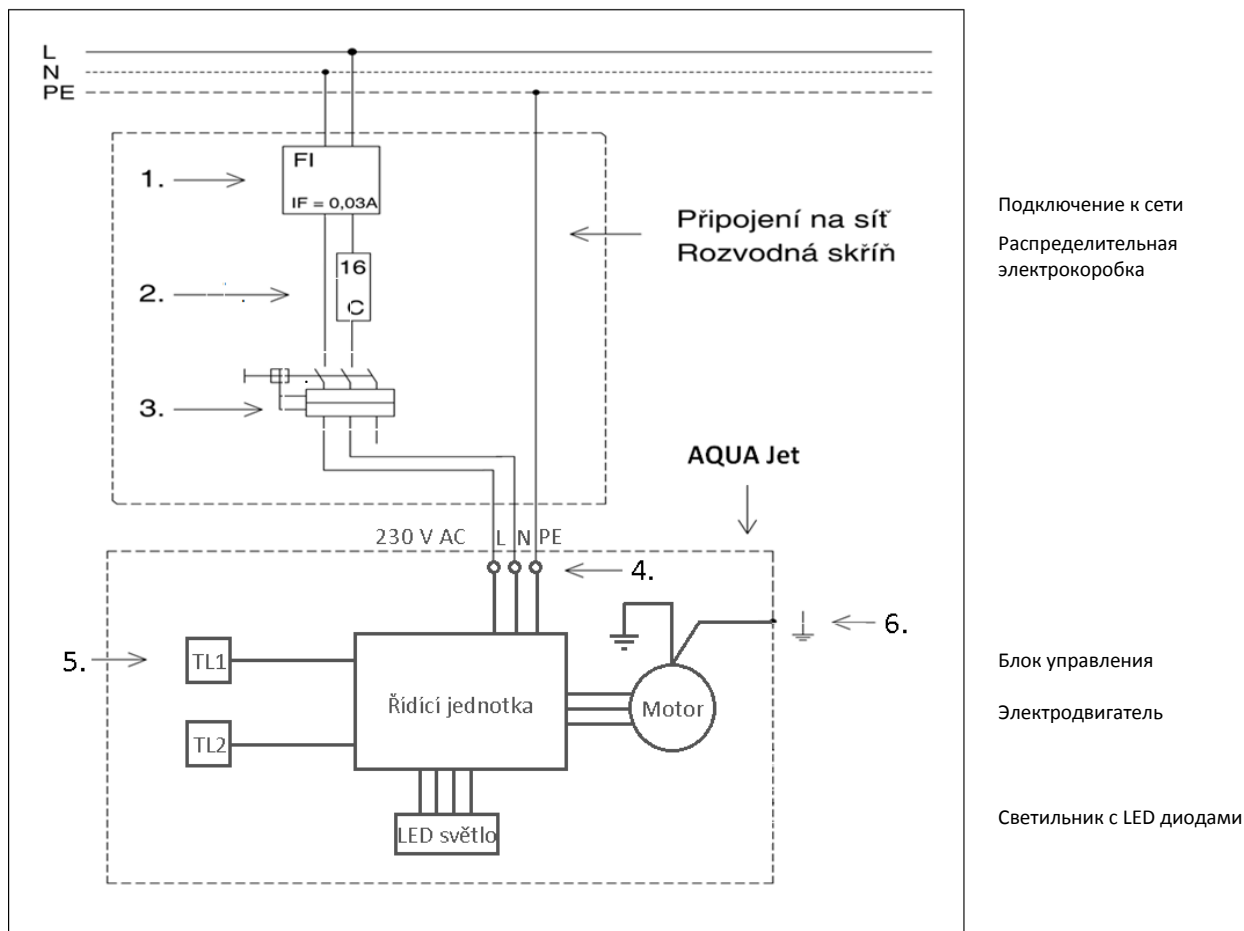 L
N
PE
FI
1.
IF = 0,03A
Připojení na síť
Rozvodná skříň
Подключение к сети
Распределительная
электрокоробка
16
2.
C
3.
AQUA Jet
230 V AC L N PE
4.
6.
5.
TL1
Řídící jednotka
Motor
TL2
LED světlo
Блок управления
Электродвигатель
Светильник с LED диодами